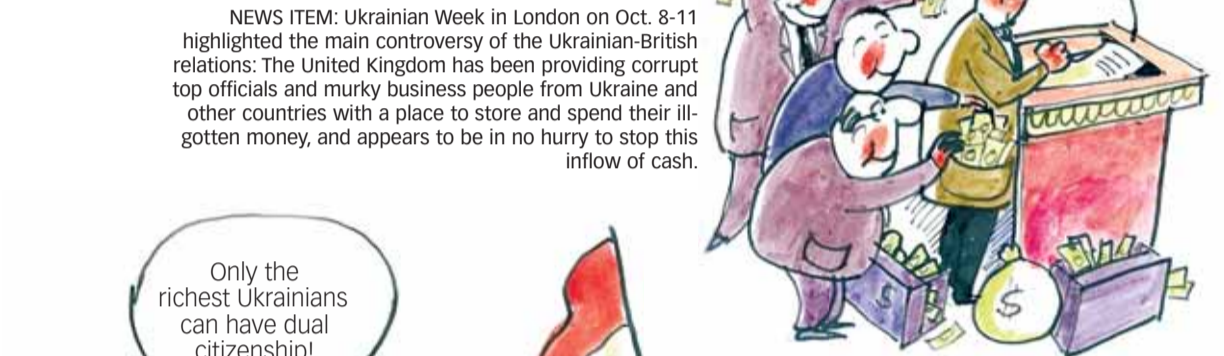 NEWS ITEM: Ukrainian Week in London on Oct. 8-11
highlighted the main controversy of the Ukrainian-British
relations: The United Kingdom has been providing corrupt
top officials and murky business people from Ukraine and
other countries with a place to store and spend their ill-
gotten money, and appears to be in no hurry to stop this
inflow of cash.
$
$
Only the
richest Ukrainians
can have dual
citizenship!